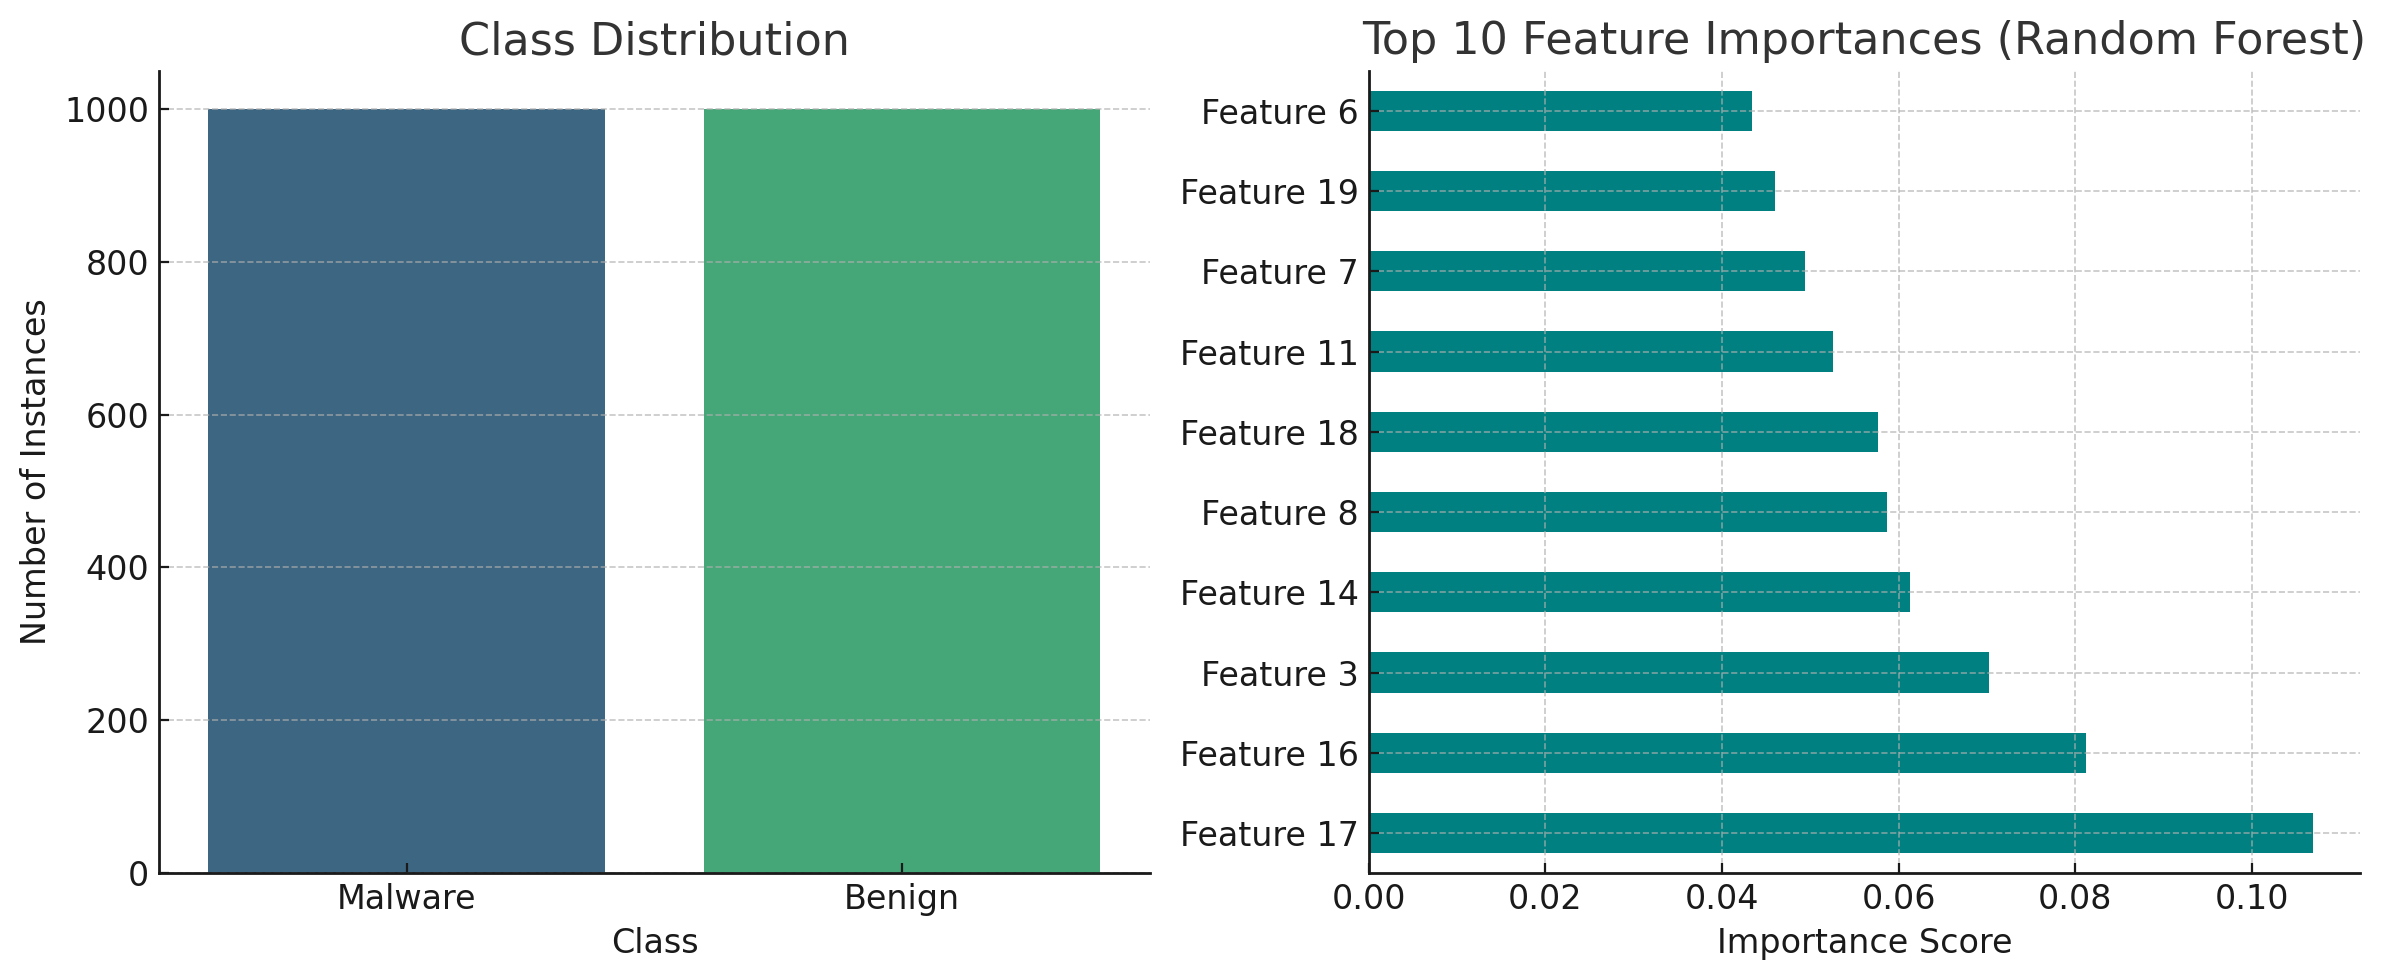 Class Distribution
Number of Instances
1000
800
600
400
200
0
Malware
Benign
Class
Top 10 Feature Importances (Random Forest)
Feature 6
Feature 19
Feature 7
Feature 11
Feature 18
Feature 8
Feature 14
Feature 3
Feature 16
Feature 17
0.00 0.02 0.04 0.06 0.08 0.10
Importance Score